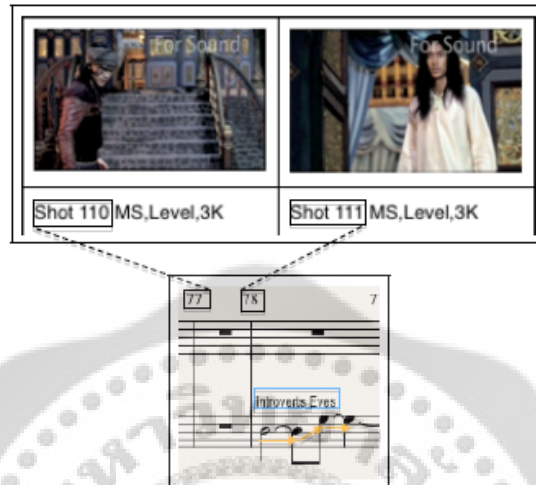 For Sound
For Sound
Shot 110 MS,Level,3K
Shot 111 MS,Level,3K
77 78 7
Introverts Eyes